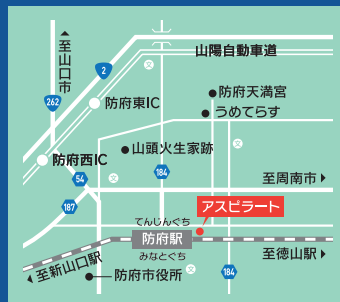 至山口市
山陽自動車道
2
文
262
防府天満宮
防府東IC
うめてらす
文
防府西IC
山頭火生家跡
54
文
184
至周南市
187
アスピラート
てんじんぐち
防府駅
みなとぐち
至徳山駅
至新山口駅
防府市役所
文
184